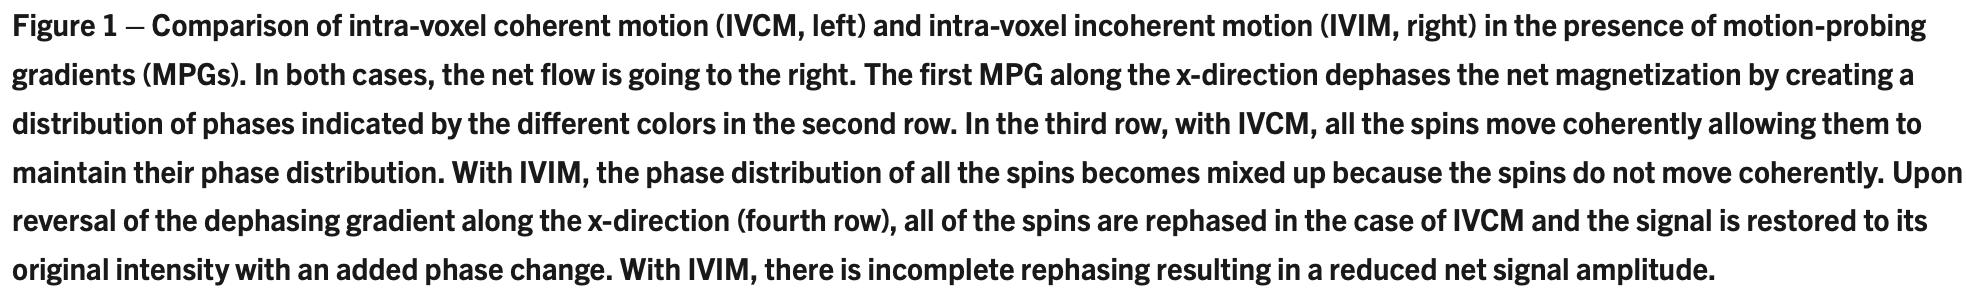 Figure 1 – Comparison of intra-voxel coherent motion (IVCM, left) and intra-voxel incoherent motion (IVIM, right) in the presence of motion-probing
gradients (MPGs). In both cases, the net flow is going to the right. The first MPG along the x-direction dephases the net magnetization by creating a
distribution of phases indicated by the different colors in the second row. In the third row, with IVCM, all the spins move coherently allowing them to
maintain their phase distribution. With IVIM, the phase distribution of all the spins becomes mixed up because the spins do not move coherently. Upon
reversal of the dephasing gradient along the x-direction (fourth row), all of the spins are rephased in the case of IVCM and the signal is restored to its
original intensity with an added phase change. With IVIM, there is incomplete rephasing resulting in a reduced net signal amplitude.